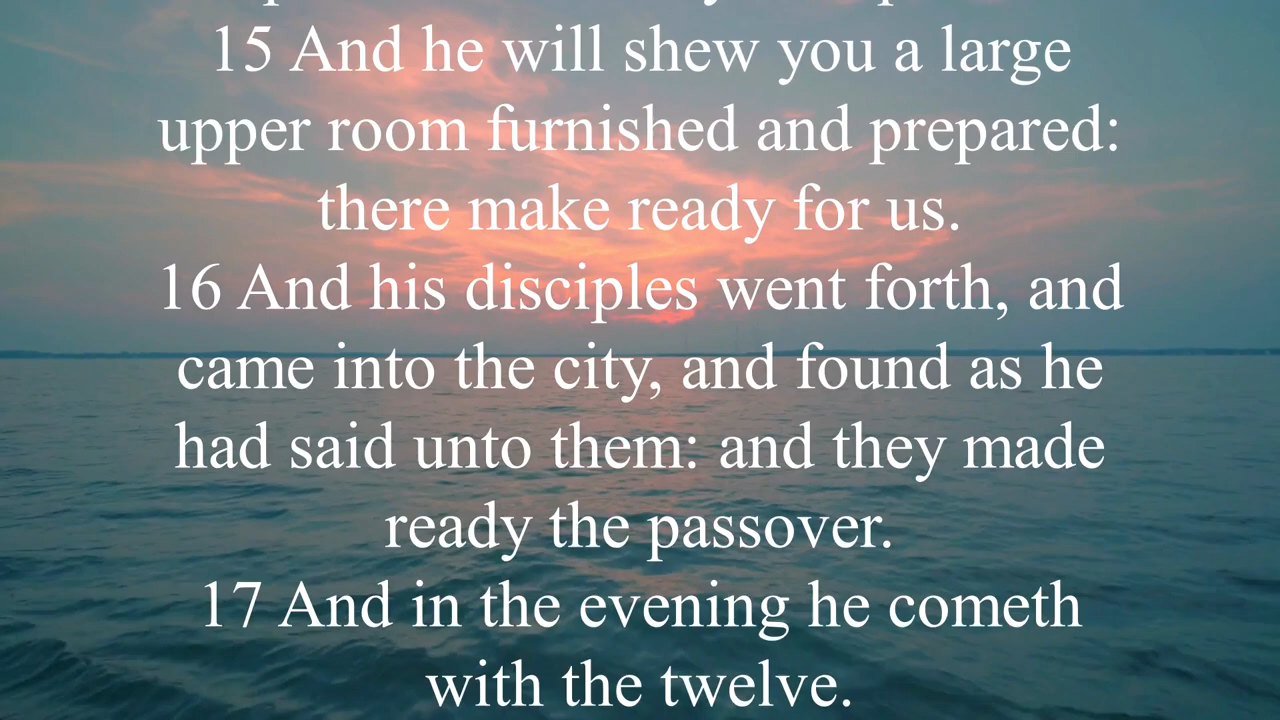 15 And he will shew you a large
upper room furnished and prepared:
there make ready for us.
16 And his disciples went forth, and
came into the city, and found as he
had said unto them: and they made
ready the passover.
17 And in the evening he cometh
with the twelve.